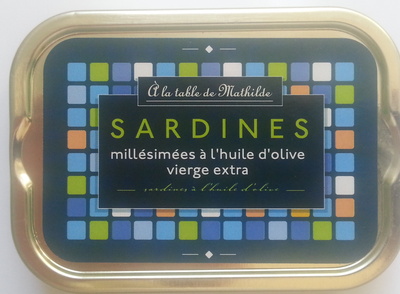 À la table de Mathilde
SARDINES
millésimées à l'huile d'olive
vierge extra
sardines à l'huile d'olive